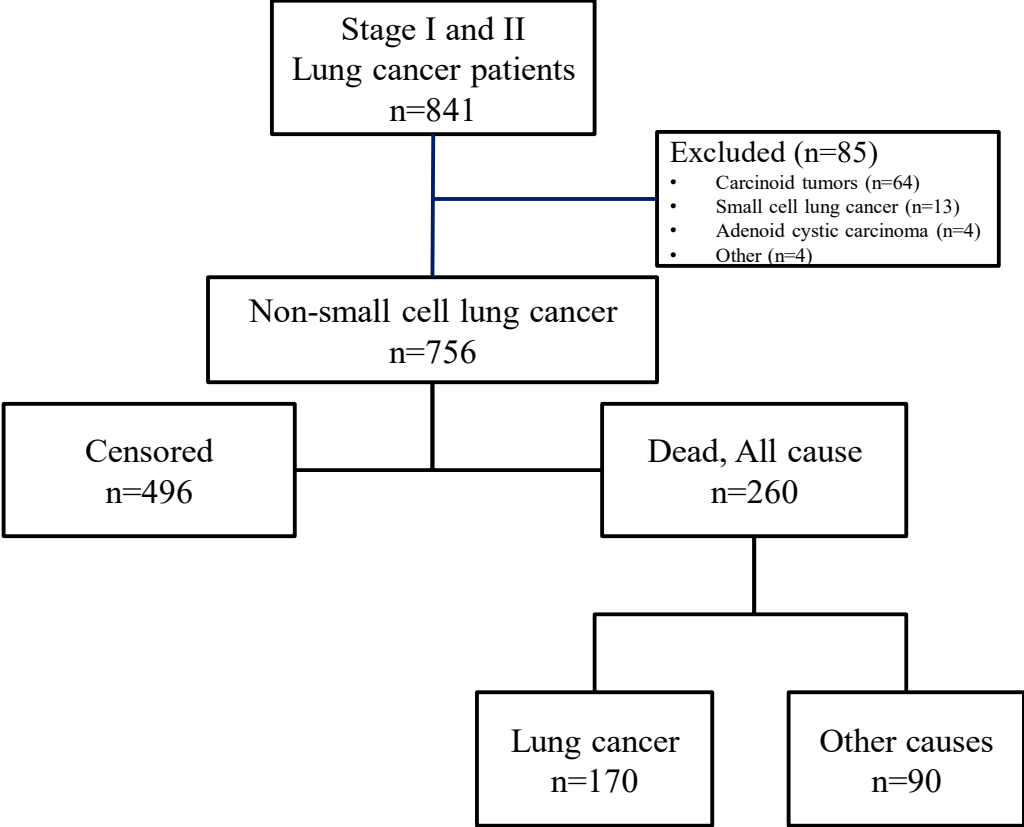 Stage I and II
Lung cancer patients
n=841
Excluded (n=85)
• Carcinoid tumors (n=64)
• Small cell lung cancer (n=13)
• Adenoid cystic carcinoma (n=4)
• Other (n=4)
Non-small cell lung cancer
n=756
Censored
n=496
Dead, All cause
n=260
Lung cancer
n=170
Other causes
n=90